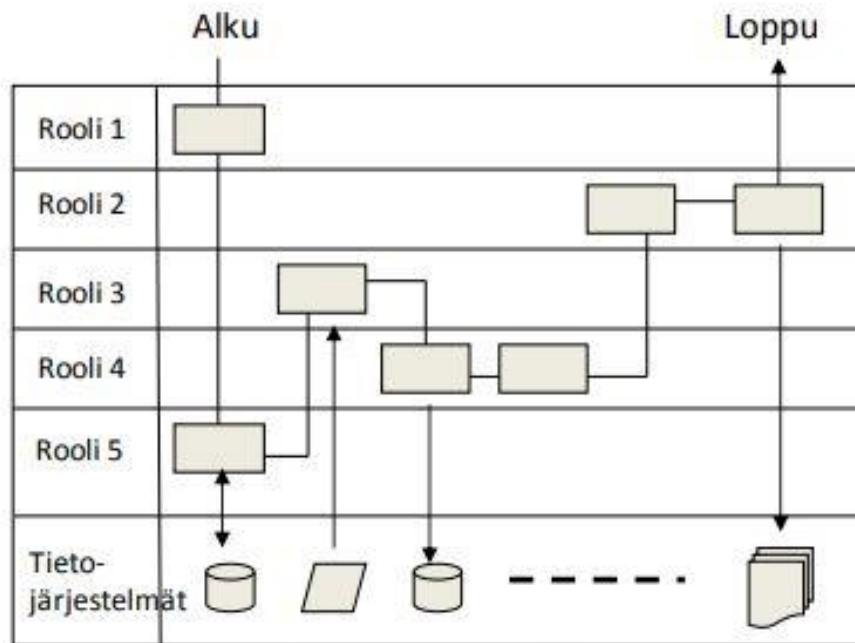 Alku
Loppu
Rooli 1
Rooli 2
Rooli 3
Rooli 4
Rooli 5
Tieto-
järjestelmät